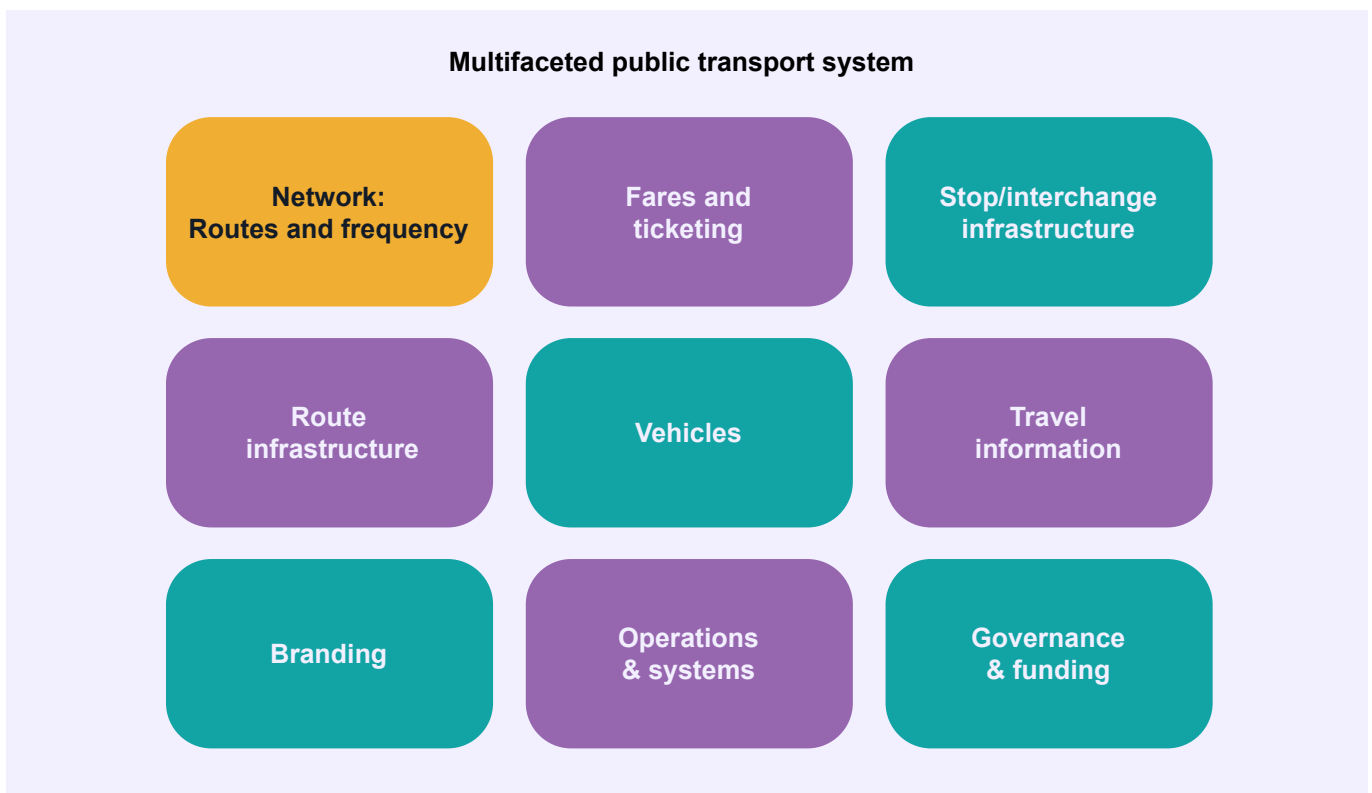 Multifaceted public transport system
Network:
Routes and frequency
Fares and
ticketing
Stop/interchange
infrastructure
Route
infrastructure
Vehicles
Travel
information
Branding
Operations
& systems
Governance
& funding